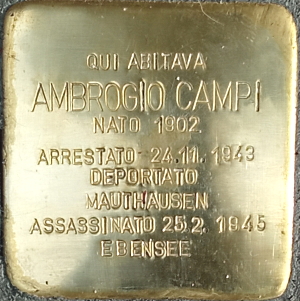 QUI ABITAVA
AMBROGIO CAMPI
NATO 1902
ARRESTATO 24.11.1943
DEPORTATO
MAUTHAUSEN
ASSASSINATO 25.2.1945
EBENSEE